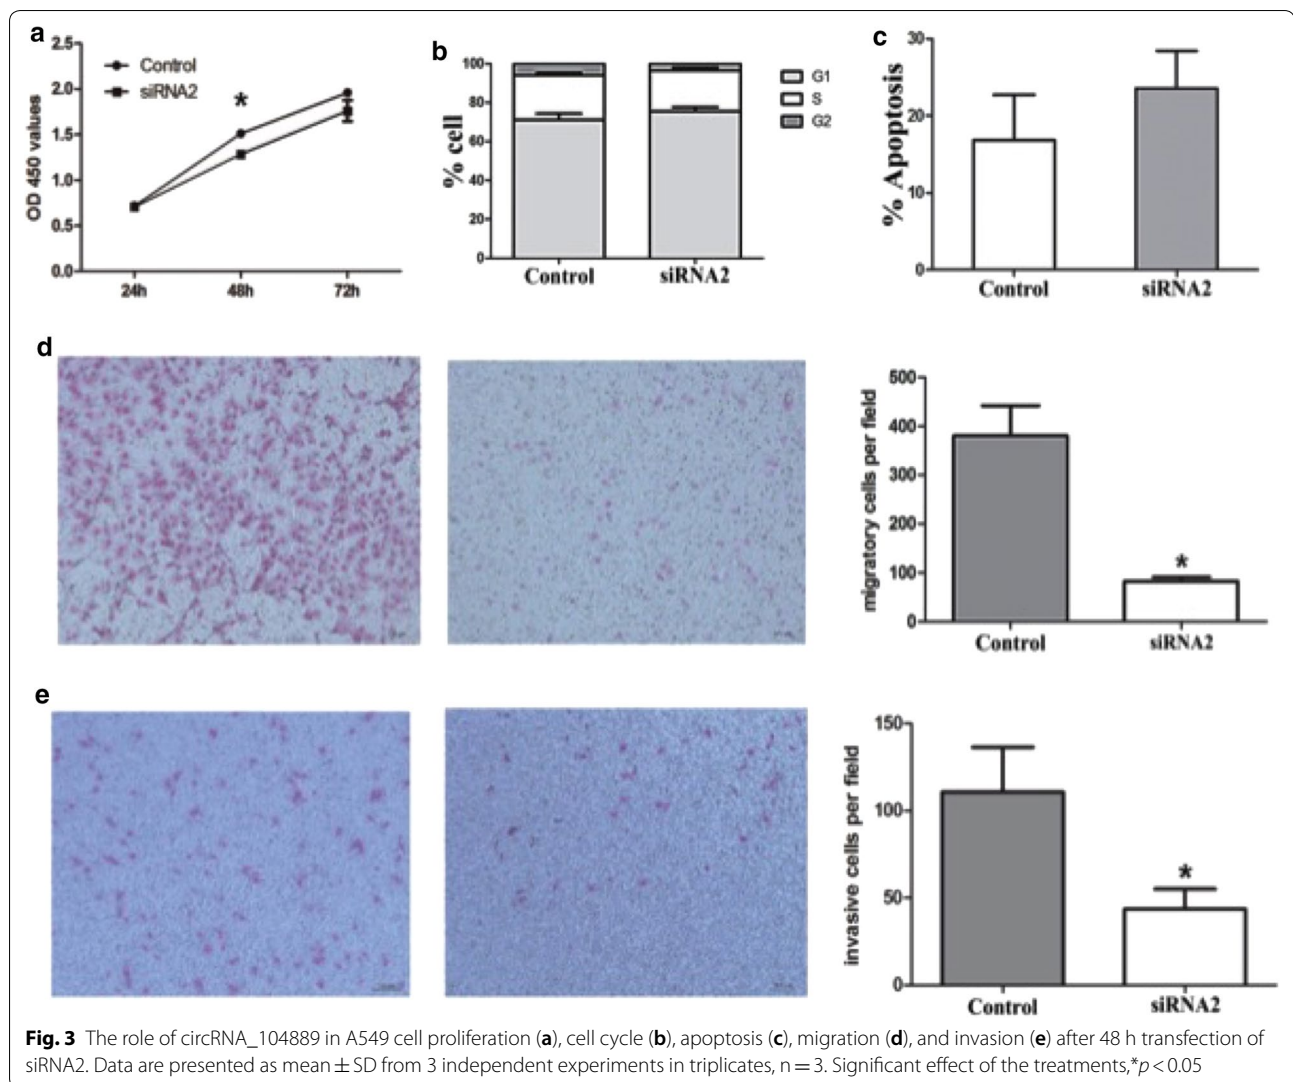 a
2.5
2.0
1.5
1.0
0.5
0.0
OD 450 values
Control
siRNA2
*
24h 48h 72h
b
100
80
60
40
20
0
% cell
Control siRNA2
G1
S
G2
c
30
20
10
0
% Apoptosis
Control siRNA2
d
500
400
300
200
100
0
migratory cells per field
*
Control siRNA2
e
150
100
50
0
invasive cells per field
*
Control siRNA2
Fig. 3 The role of circRNA_104889 in A549 cell proliferation (a), cell cycle (b), apoptosis (c), migration (d), and invasion (e) after 48 h transfection of
siRNA2. Data are presented as mean ± SD from 3 independent experiments in triplicates, n = 3. Significant effect of the treatments,*p < 0.05